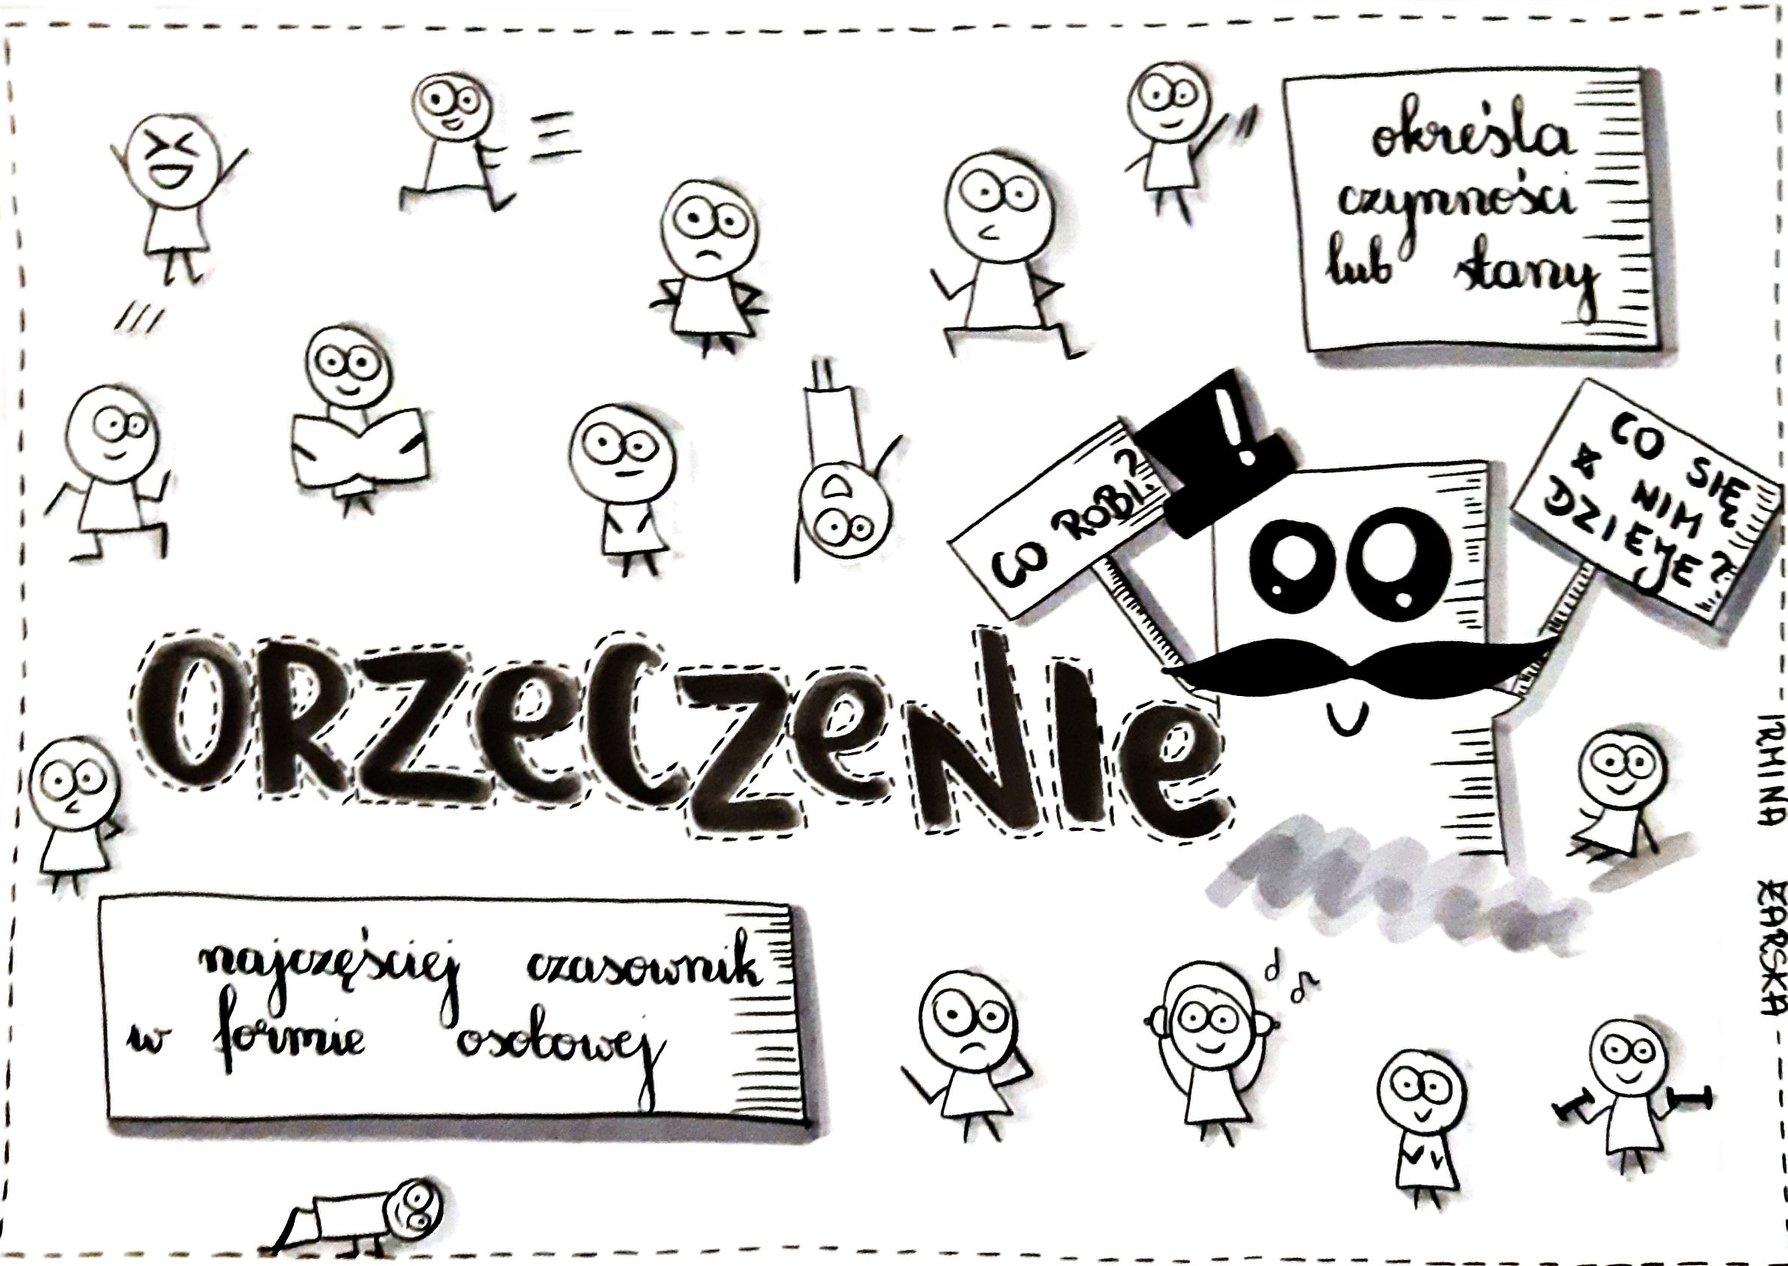 określa
czynności
lub stany
CO ROBI?
CO SIĘ
Z NIM
DZIEJE?
ORZECZENIE
najczęściej czasownik
w formie osobowej
IRMINA ŻARSKA